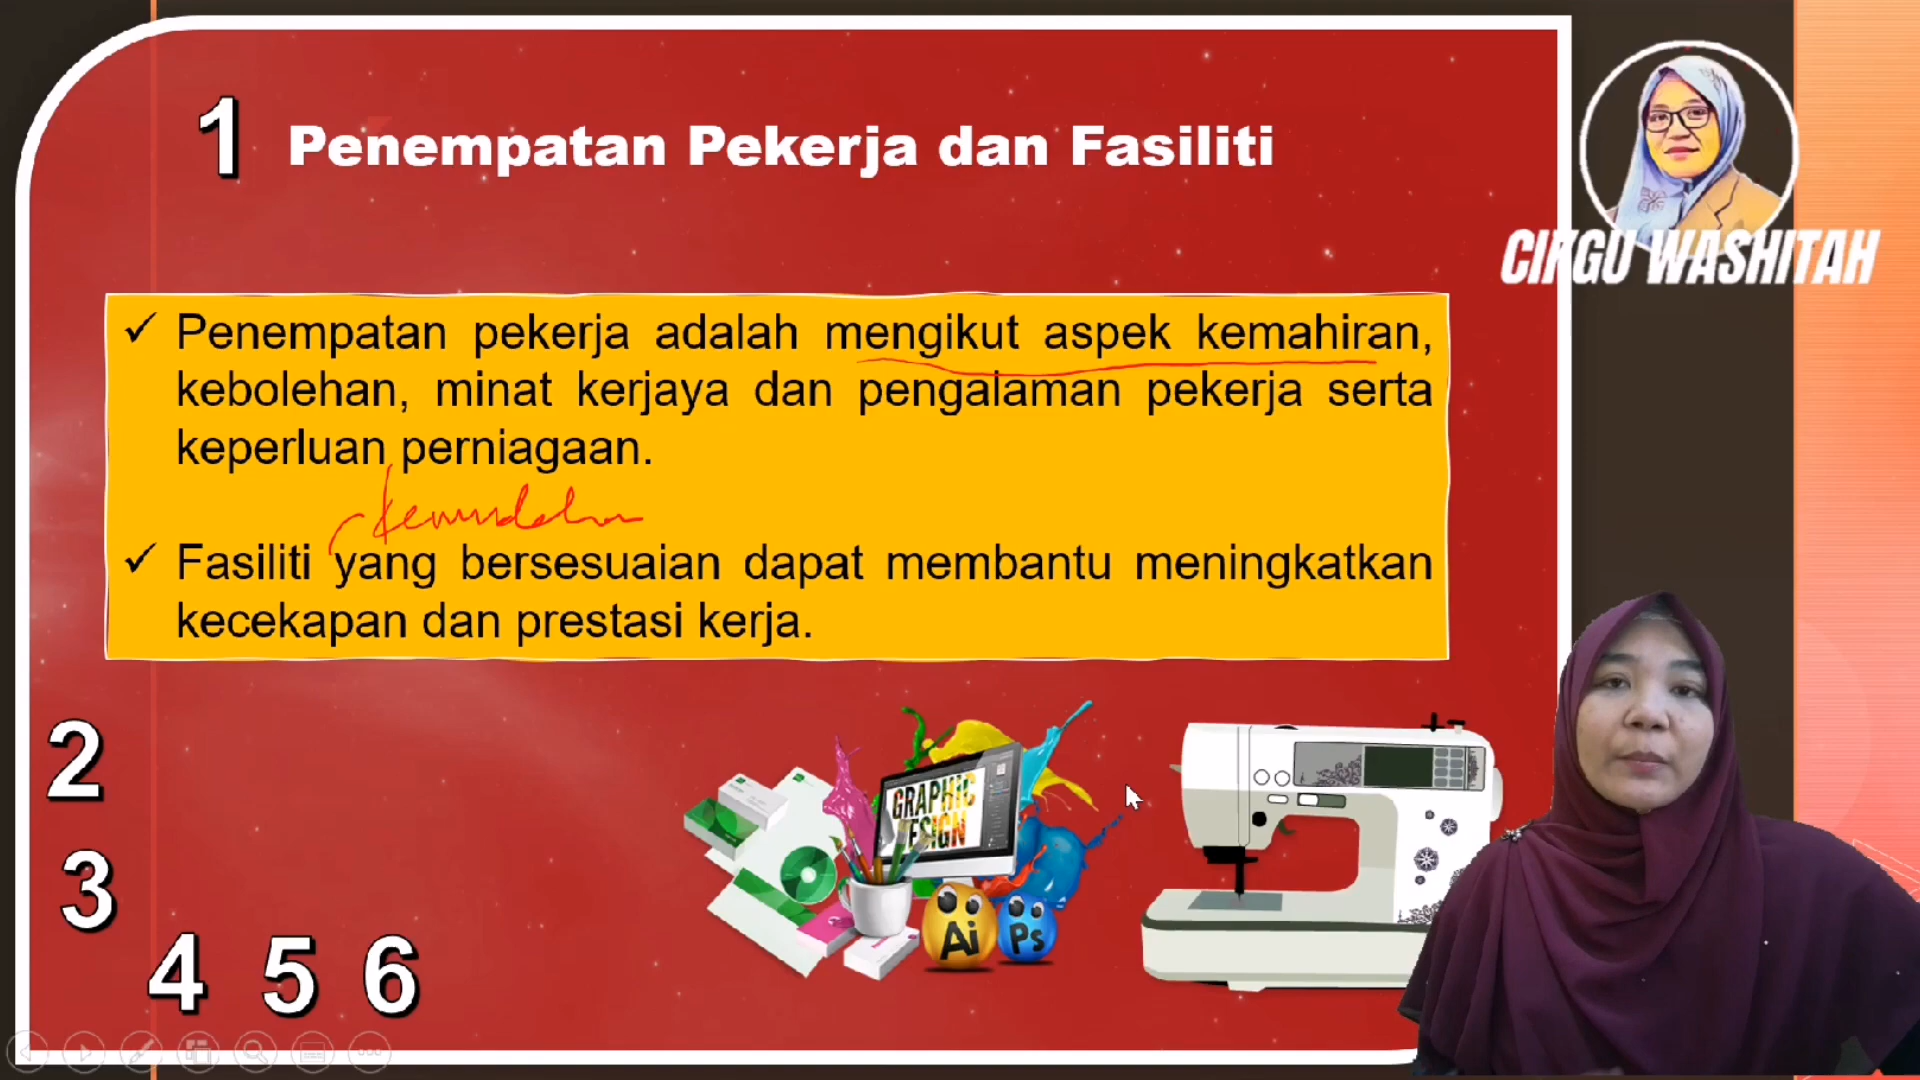 1 Penempatan Pekerja dan Fasiliti
CIKGU WASHITAH
✓ Penempatan pekerja adalah mengikut aspek kemahiran,
kebolehan, minat kerjaya dan pengalaman pekerja serta
keperluan perniagaan.
kemudahan
✓ Fasiliti yang bersesuaian dapat membantu meningkatkan
kecekapan dan prestasi kerja.
GRAPHIC
DESIGN
Ai Ps
2
3
4 5 6